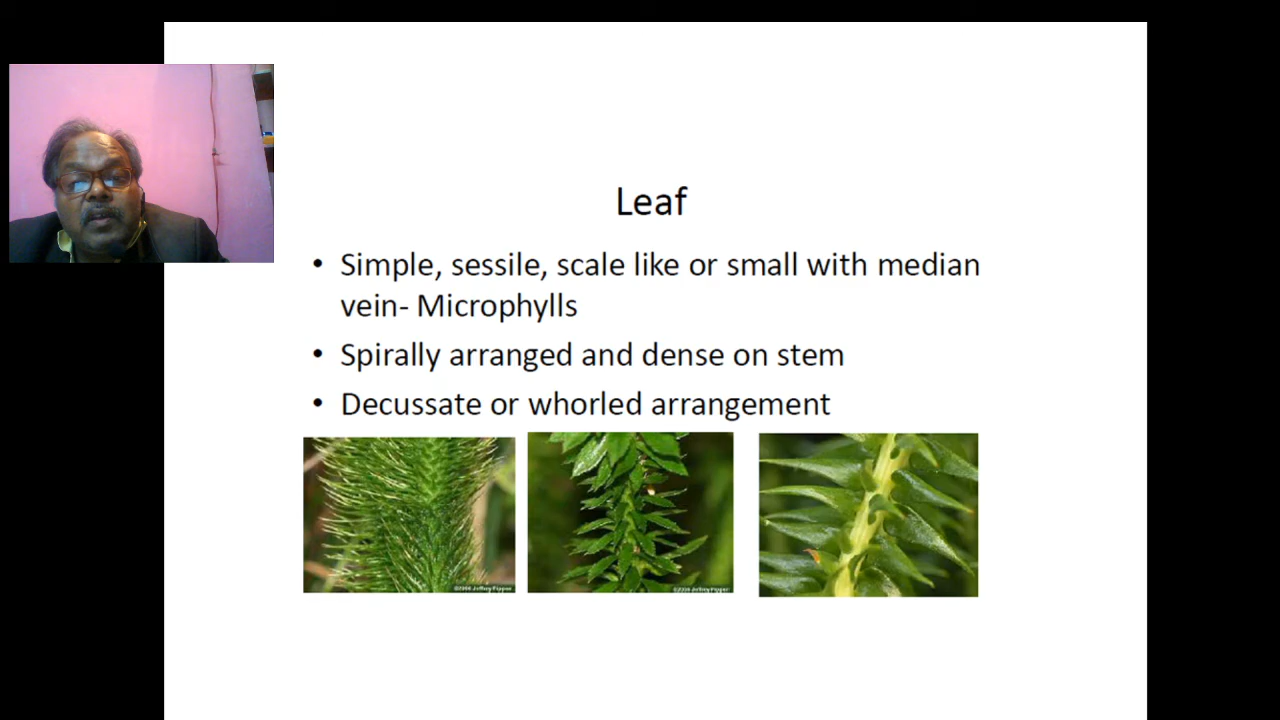 Leaf
• Simple, sessile, scale like or small with median
vein- Microphylls
• Spirally arranged and dense on stem
• Decussate or whorled arrangement